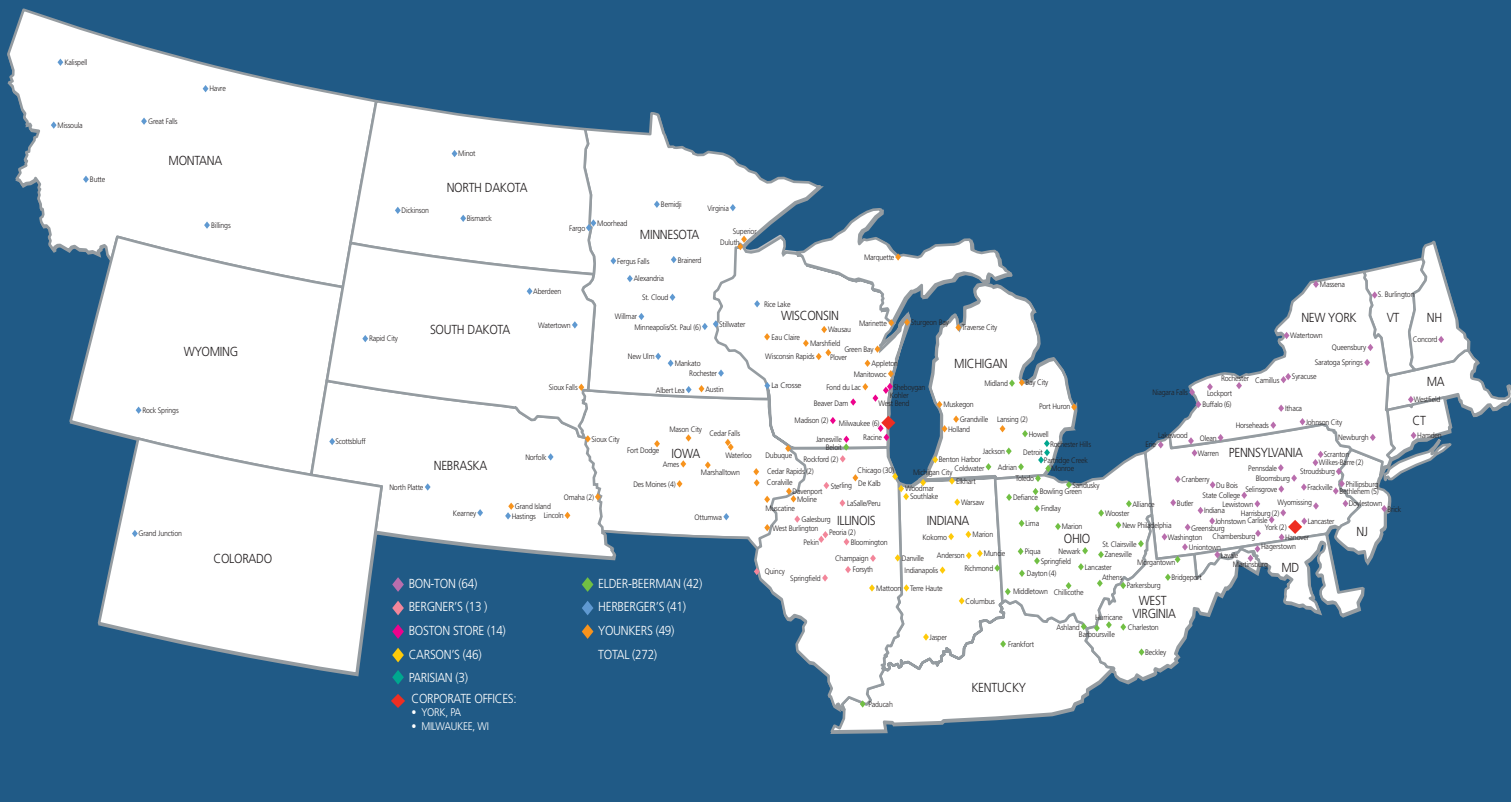 Kalispell
Havre
Missoula
Great Falls
MONTANA
Butte
Billings
Minot
NORTH DAKOTA
Dickinson
Bismarck
Fargo
Moorhead
Bemidji
Virginia
MINNESOTA
Superior
Duluth
Fergus Falls
Brainerd
Alexandria
St. Cloud
Willmar
Minneapolis/St. Paul (6)
Stillwater
New Ulm
Mankato
Rochester
Albert Lea
Austin
Aberdeen
SOUTH DAKOTA
Watertown
Rapid City
Sioux Falls
WYOMING
Rock Springs
Scottsbluff
NEBRASKA
Norfolk
North Platte
Kearney
Grand Island
Hastings
Lincoln
Omaha (2)
Grand Junction
COLORADO
Sioux City
Mason City
Cedar Falls
Fort Dodge
IOWA
Waterloo
Ames
Marshalltown
Des Moines (4)
Dubuque
Cedar Rapids (2)
Coralville
Davenport
Moline
Muscatine
Ottumwa
West Burlington
Marquette
Rice Lake
WISCONSIN
Eau Claire
Wausau
Marinette
Sturgeon Bay
Marshfield
Wisconsin Rapids
Plover
Green Bay
Appleton
Manitowoc
La Crosse
Fond du Lac
Sheboygan
Kohler
Beaver Dam
West Bend
Madison (2)
Milwaukee (6)
Janesville
Racine
Beloit
Rockford (2)
Chicago (30)
De Kalb
Sterling
LaSalle/Peru
Galesburg
ILLINOIS
Peoria (2)
Pekin
Bloomington
Champaign
Forsyth
Quincy
Springfield
Mattoon
Danville
Traverse City
MICHIGAN
Midland
Bay City
Muskegon
Port Huron
Grandville
Lansing (2)
Holland
Howell
Rochester Hills
Jackson
Detroit
Partridge Creek
Benton Harbor
Coldwater
Adrian
Monroe
Michigan City
Elkhart
Woodmar
Southlake
Warsaw
INDIANA
Kokomo
Marion
Anderson
Muncie
Indianapolis
Richmond
Terre Haute
Columbus
Jasper
Toledo
Sandusky
Bowling Green
Defiance
Findlay
Alliance
Wooster
Lima
Marion
New Philadelphia
OHIO
St. Clairsville
Piqua
Newark
Zanesville
Springfield
Lancaster
Dayton (4)
Athens
Middletown
Chillicothe
Parkersburg
Frankfort
KENTUCKY
Paducah
Ashland
Hurricane
Barboursville
Charleston
Beckley
WEST
VIRGINIA
Morgantown
Bridgeport
Massena
S. Burlington
NEW YORK
VT
NH
Watertown
Queensbury
Concord
Saratoga Springs
Niagara Falls
Rochester
Lockport
Camillus
Syracuse
Buffalo (6)
Ithaca
MA
Westfield
Horseheads
Johnson City
CT
Lakewood
Olean
Newburgh
Hamden
Erie
Warren
PENNSYLVANIA
Scranton
Wilkes-Barre (2)
Pennsdale
Stroudsburg
Cranberry
Bloomsburg
Du Bois
Selinsgrove
Frackville
Phillipsburg
Bethlehem (5)
State College
Butler
Lewistown
Wyomissing
Doylestown
Indiana
Harrisburg (2)
Brick
Johnstown
Carlisle
Lancaster
Greensburg
York (2)
Washington
Chambersburg
Hanover
NJ
Uniontown
Hagerstown
LaVale
Martinsburg
MD
BON-TON (64)
BERGNER'S (13 )
BOSTON STORE (14)
CARSON'S (46)
PARISIAN (3)
CORPORATE OFFICES:
• YORK, PA
• MILWAUKEE, WI
ELDER-BEERMAN (42)
HERBERGER'S (41)
YOUNKERS (49)
TOTAL (272)